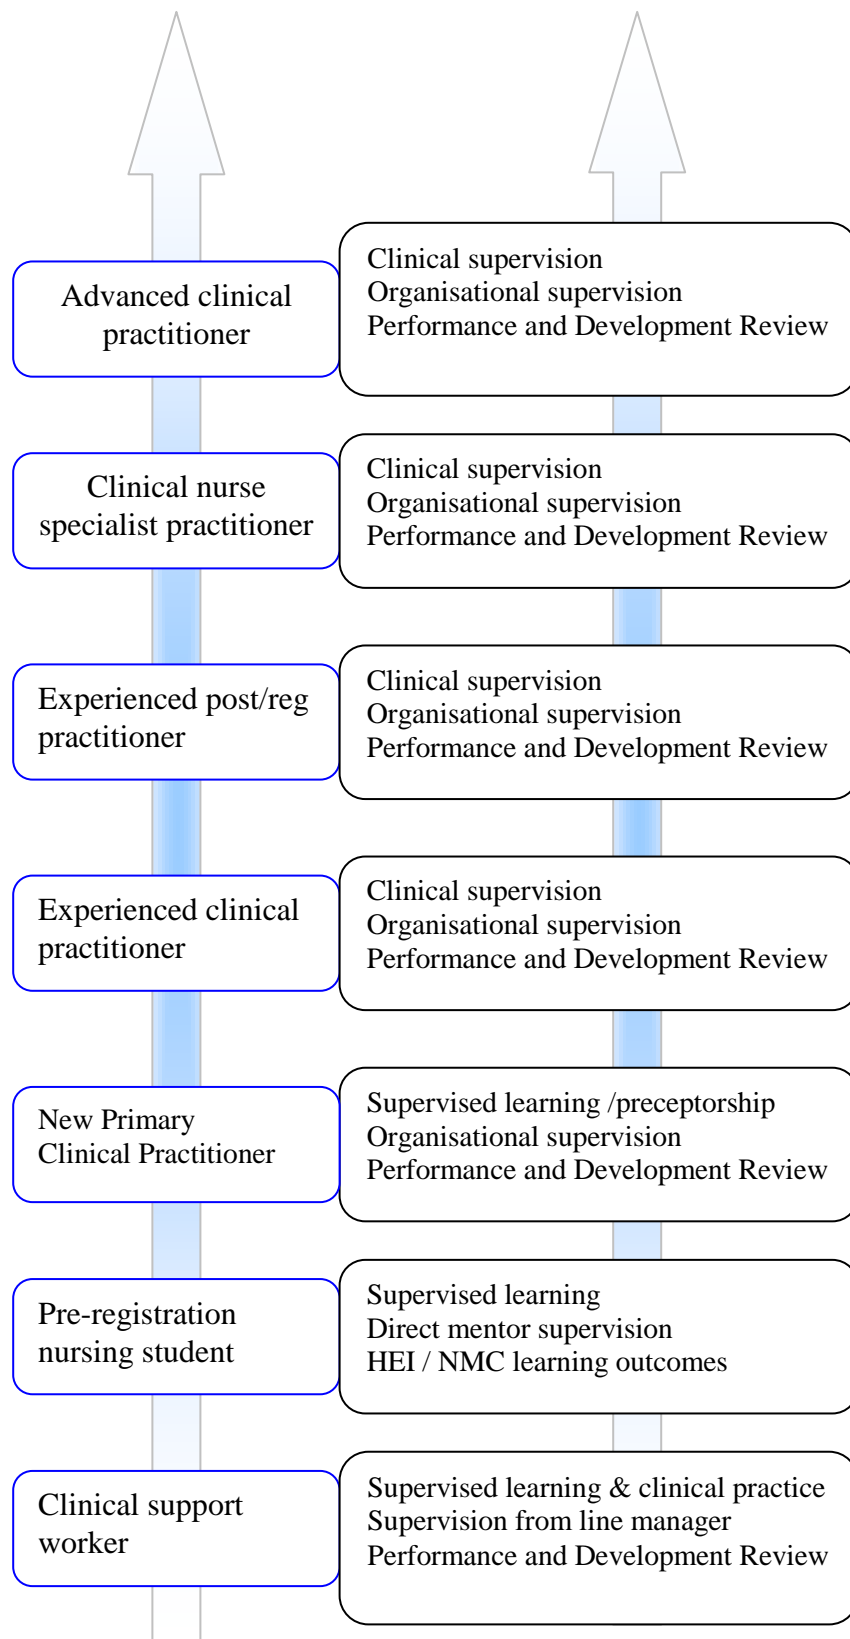 Advanced clinical
practitioner
Clinical supervision
Organisational supervision
Performance and Development Review
Clinical nurse
specialist practitioner
Clinical supervision
Organisational supervision
Performance and Development Review
Experienced post/reg
practitioner
Clinical supervision
Organisational supervision
Performance and Development Review
Experienced clinical
practitioner
Clinical supervision
Organisational supervision
Performance and Development Review
New Primary
Clinical Practitioner
Supervised learning /preceptorship
Organisational supervision
Performance and Development Review
Pre-registration
nursing student
Supervised learning
Direct mentor supervision
HEI / NMC learning outcomes
Clinical support
worker
Supervised learning & clinical practice
Supervision from line manager
Performance and Development Review